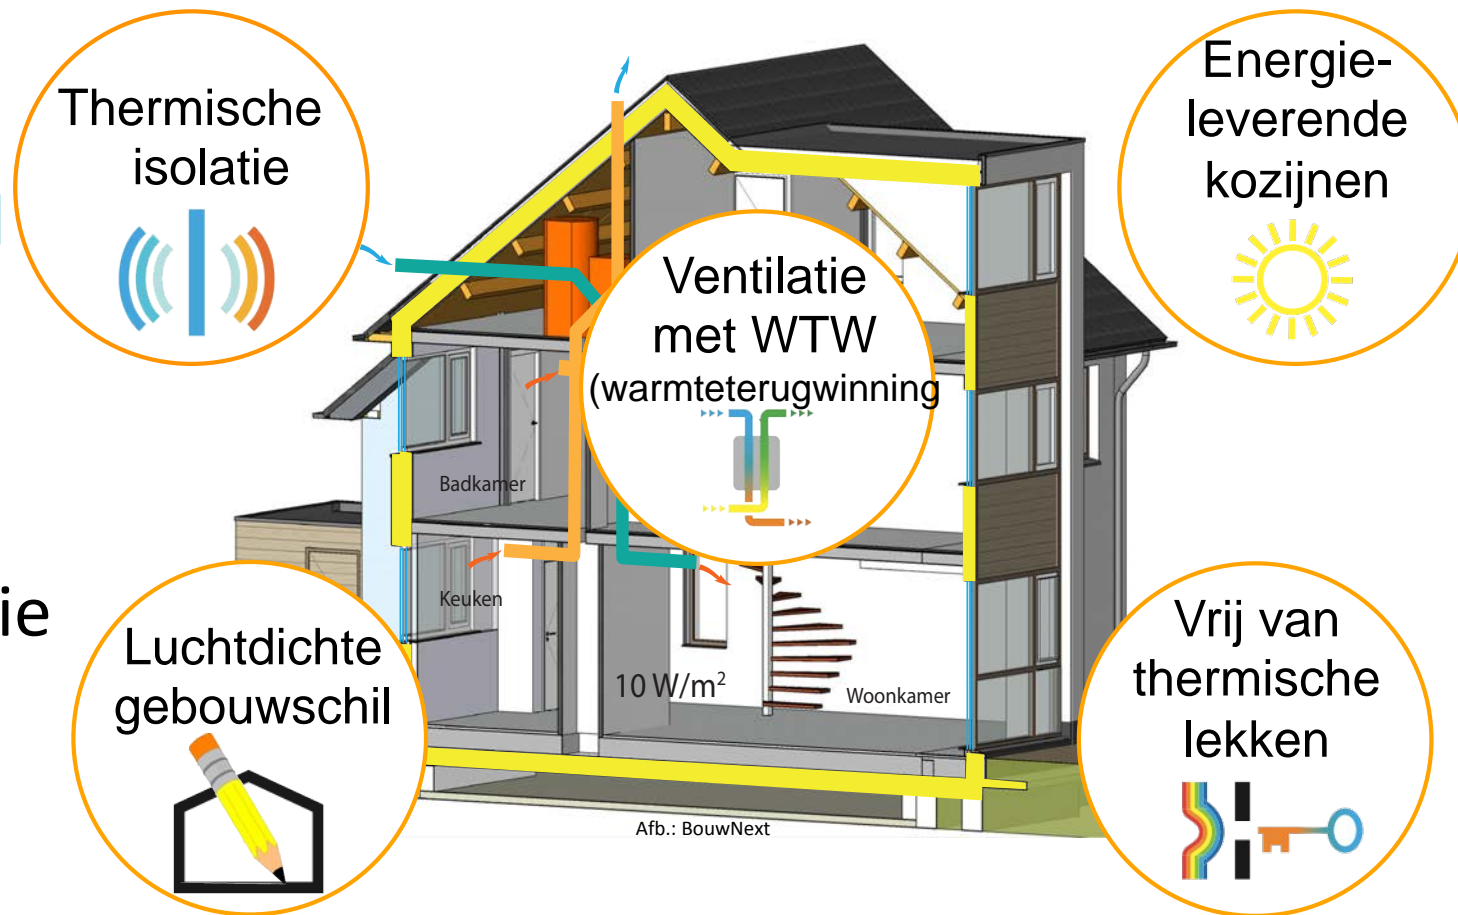 Thermische
isolatie
Energie-
leverende
kozijnen
Ventilatie
met WTW
(warmteterugwinning
Badkamer
Keuken
ie
Luchtdichte
gebouwschil
10 W/m²
Woonkamer
Vrij van
thermische
lekken
Afb.: BouwNext